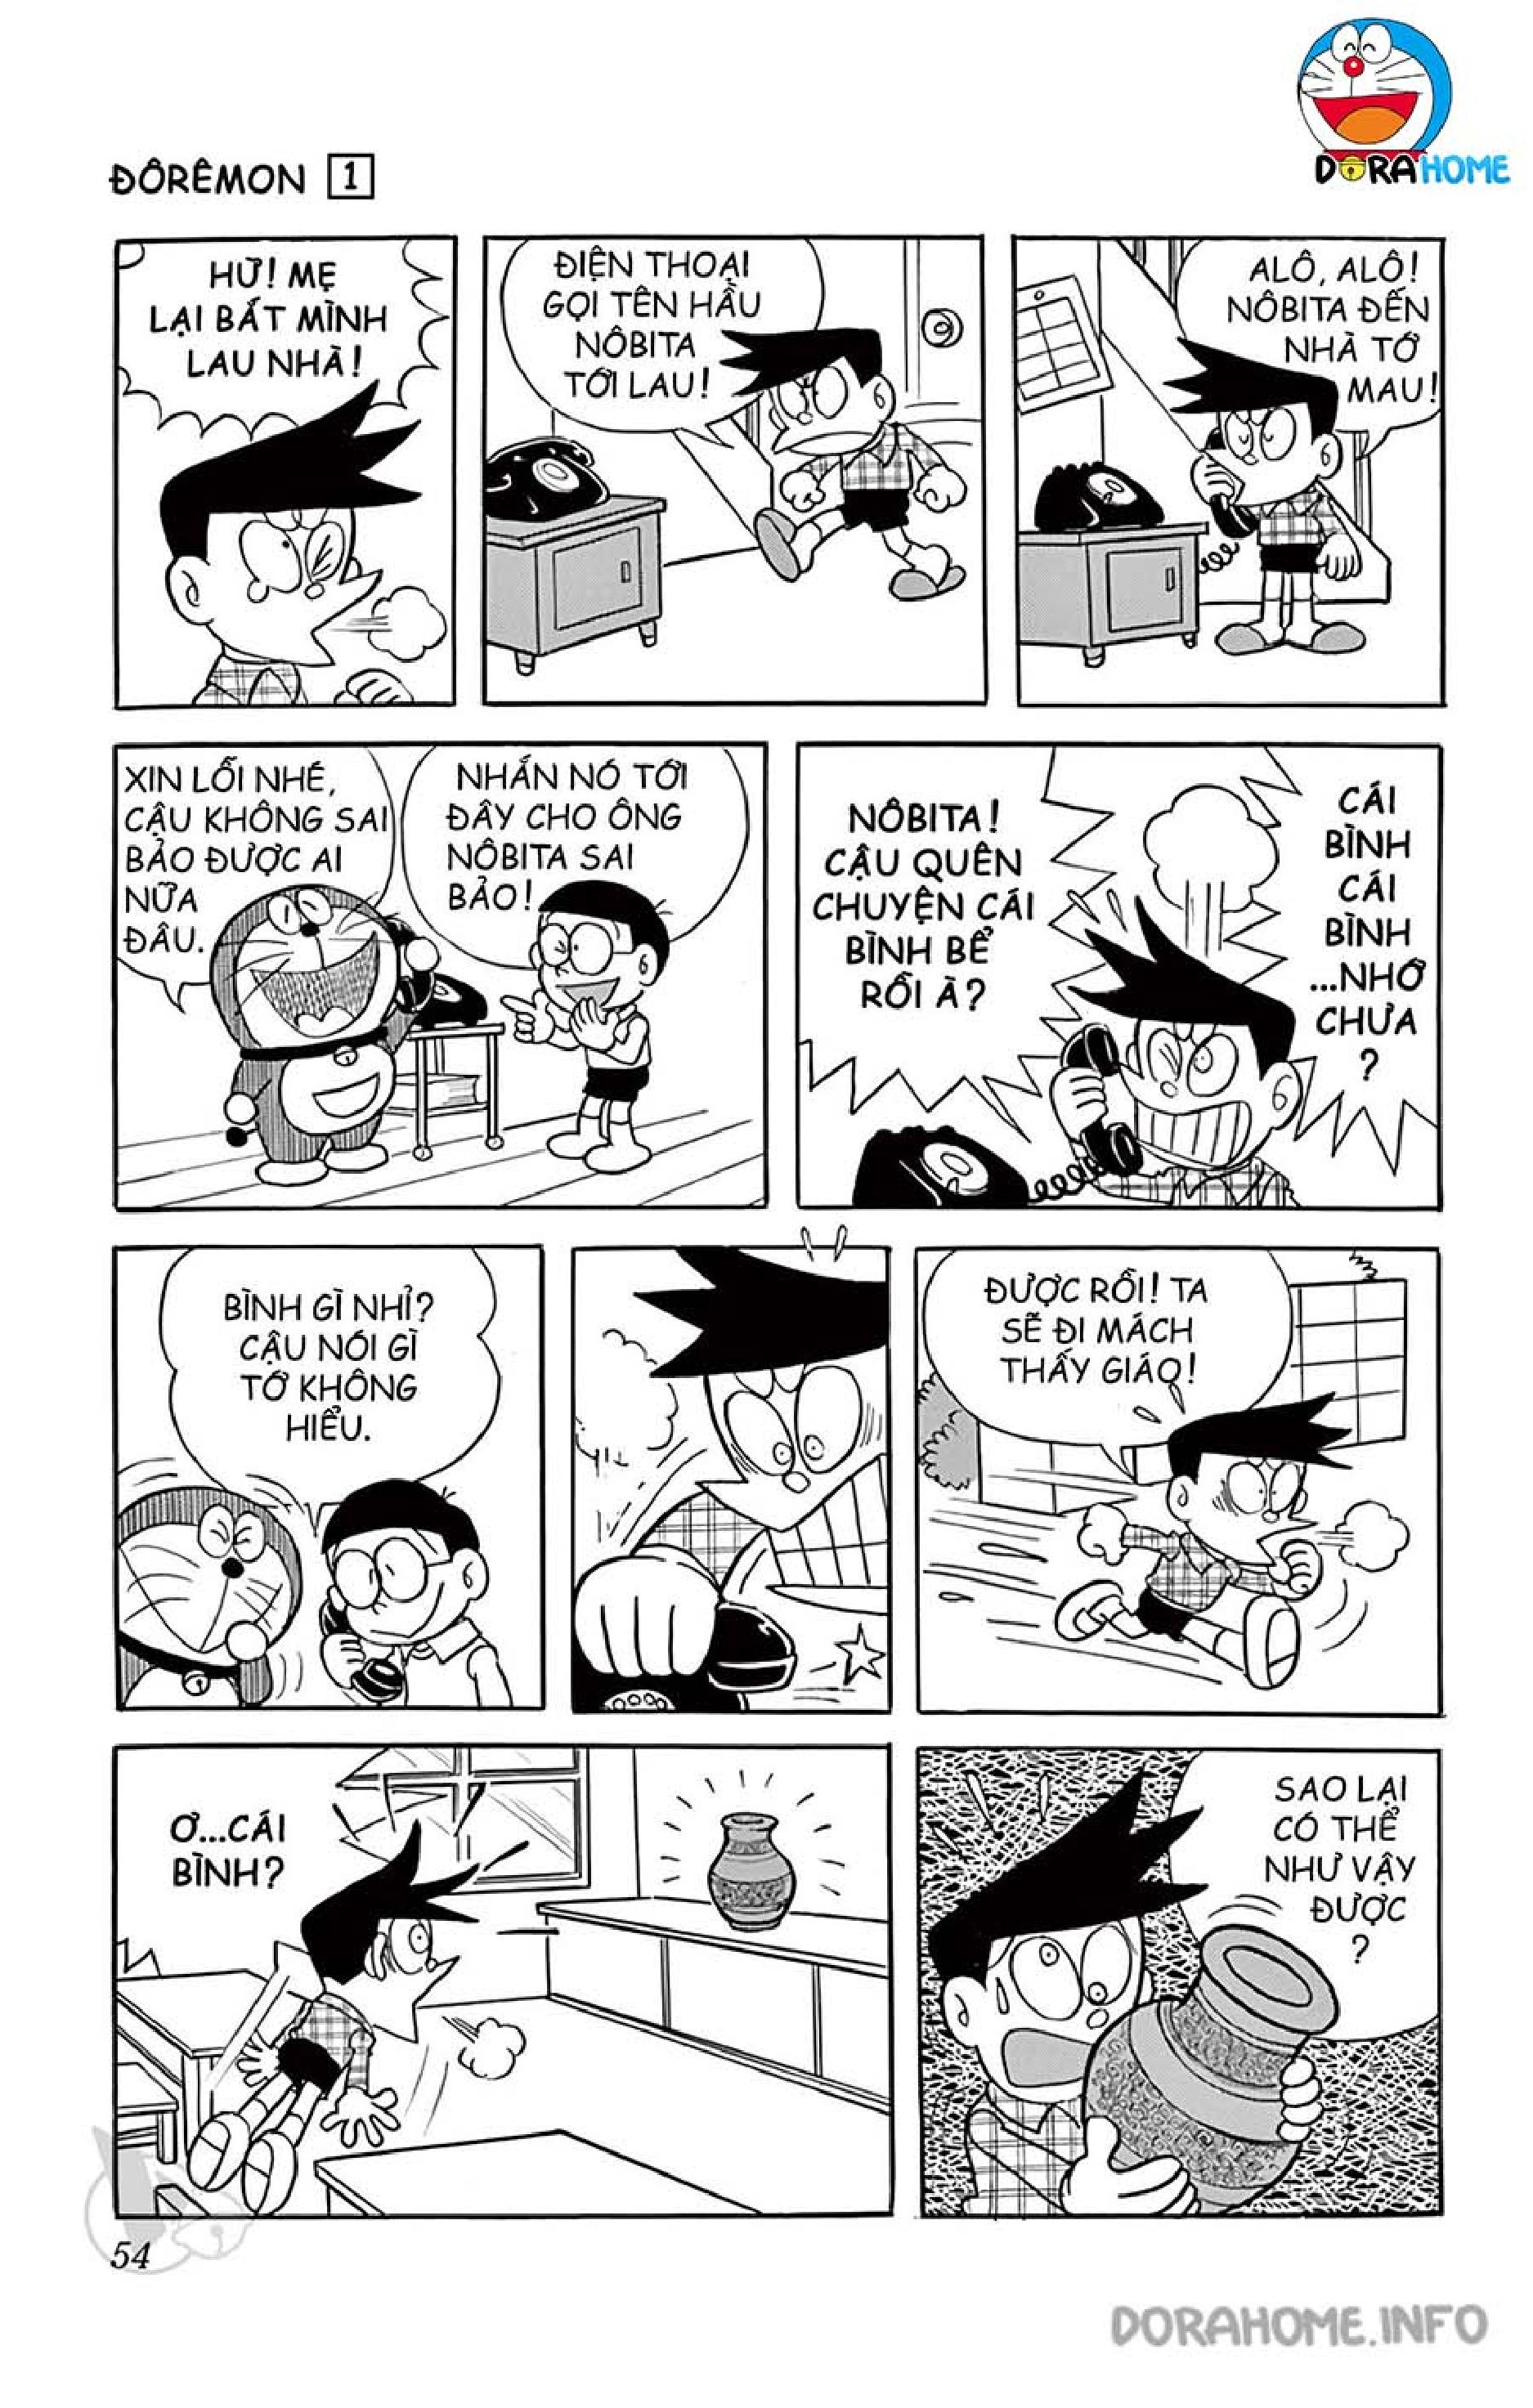 DORAHOME
ĐÔRÊMON 1
HỪ! MẸ
LẠI BẮT MÌNH
LAU NHÀ!
ĐIỆN THOẠI
GỌI TÊN HẦU
NÔBITA
TỚI LAU!
ALÔ, ALÔ!
NÔBITA ĐẾN
NHÀ TỚ
MAU!
XIN LỖI NHÉ,
CẬU KHÔNG SAI
BẢO ĐƯỢC AI
NỮA
ĐÂU.
NHẮN NÓ TỚI
ĐÂY CHO ÔNG
NÔBITA SAI
BẢO!
NÔBITA!
CẬU QUÊN
CHUYỆN CÁI
BÌNH BỂ
RỒI À?
CÁI
BÌNH
CÁI
BÌNH
...NHỚ
CHƯA
?
BÌNH GÌ NHỈ?
CẬU NÓI GÌ
TỚ KHÔNG
HIỂU.
ĐƯỢC RỒI! TA
SẼ ĐI MÁCH
THẤY GIÁO!
Ơ...CÁI
BÌNH?
SAO LẠI
CÓ THỂ
NHƯ VẬY
ĐƯỢC
?
54
DORAHOME.INFO